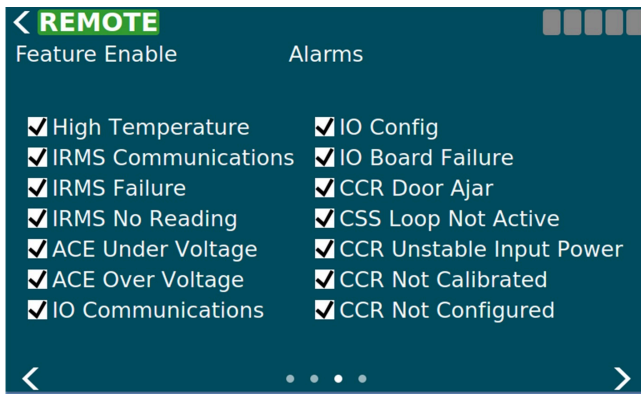 REMOTE
Feature Enable
Alarms
High Temperature
IRMS Communications
IRMS Failure
IRMS No Reading
ACE Under Voltage
ACE Over Voltage
IO Communications
IO Config
IO Board Failure
CCR Door Ajar
CSS Loop Not Active
CCR Unstable Input Power
CCR Not Calibrated
CCR Not Configured